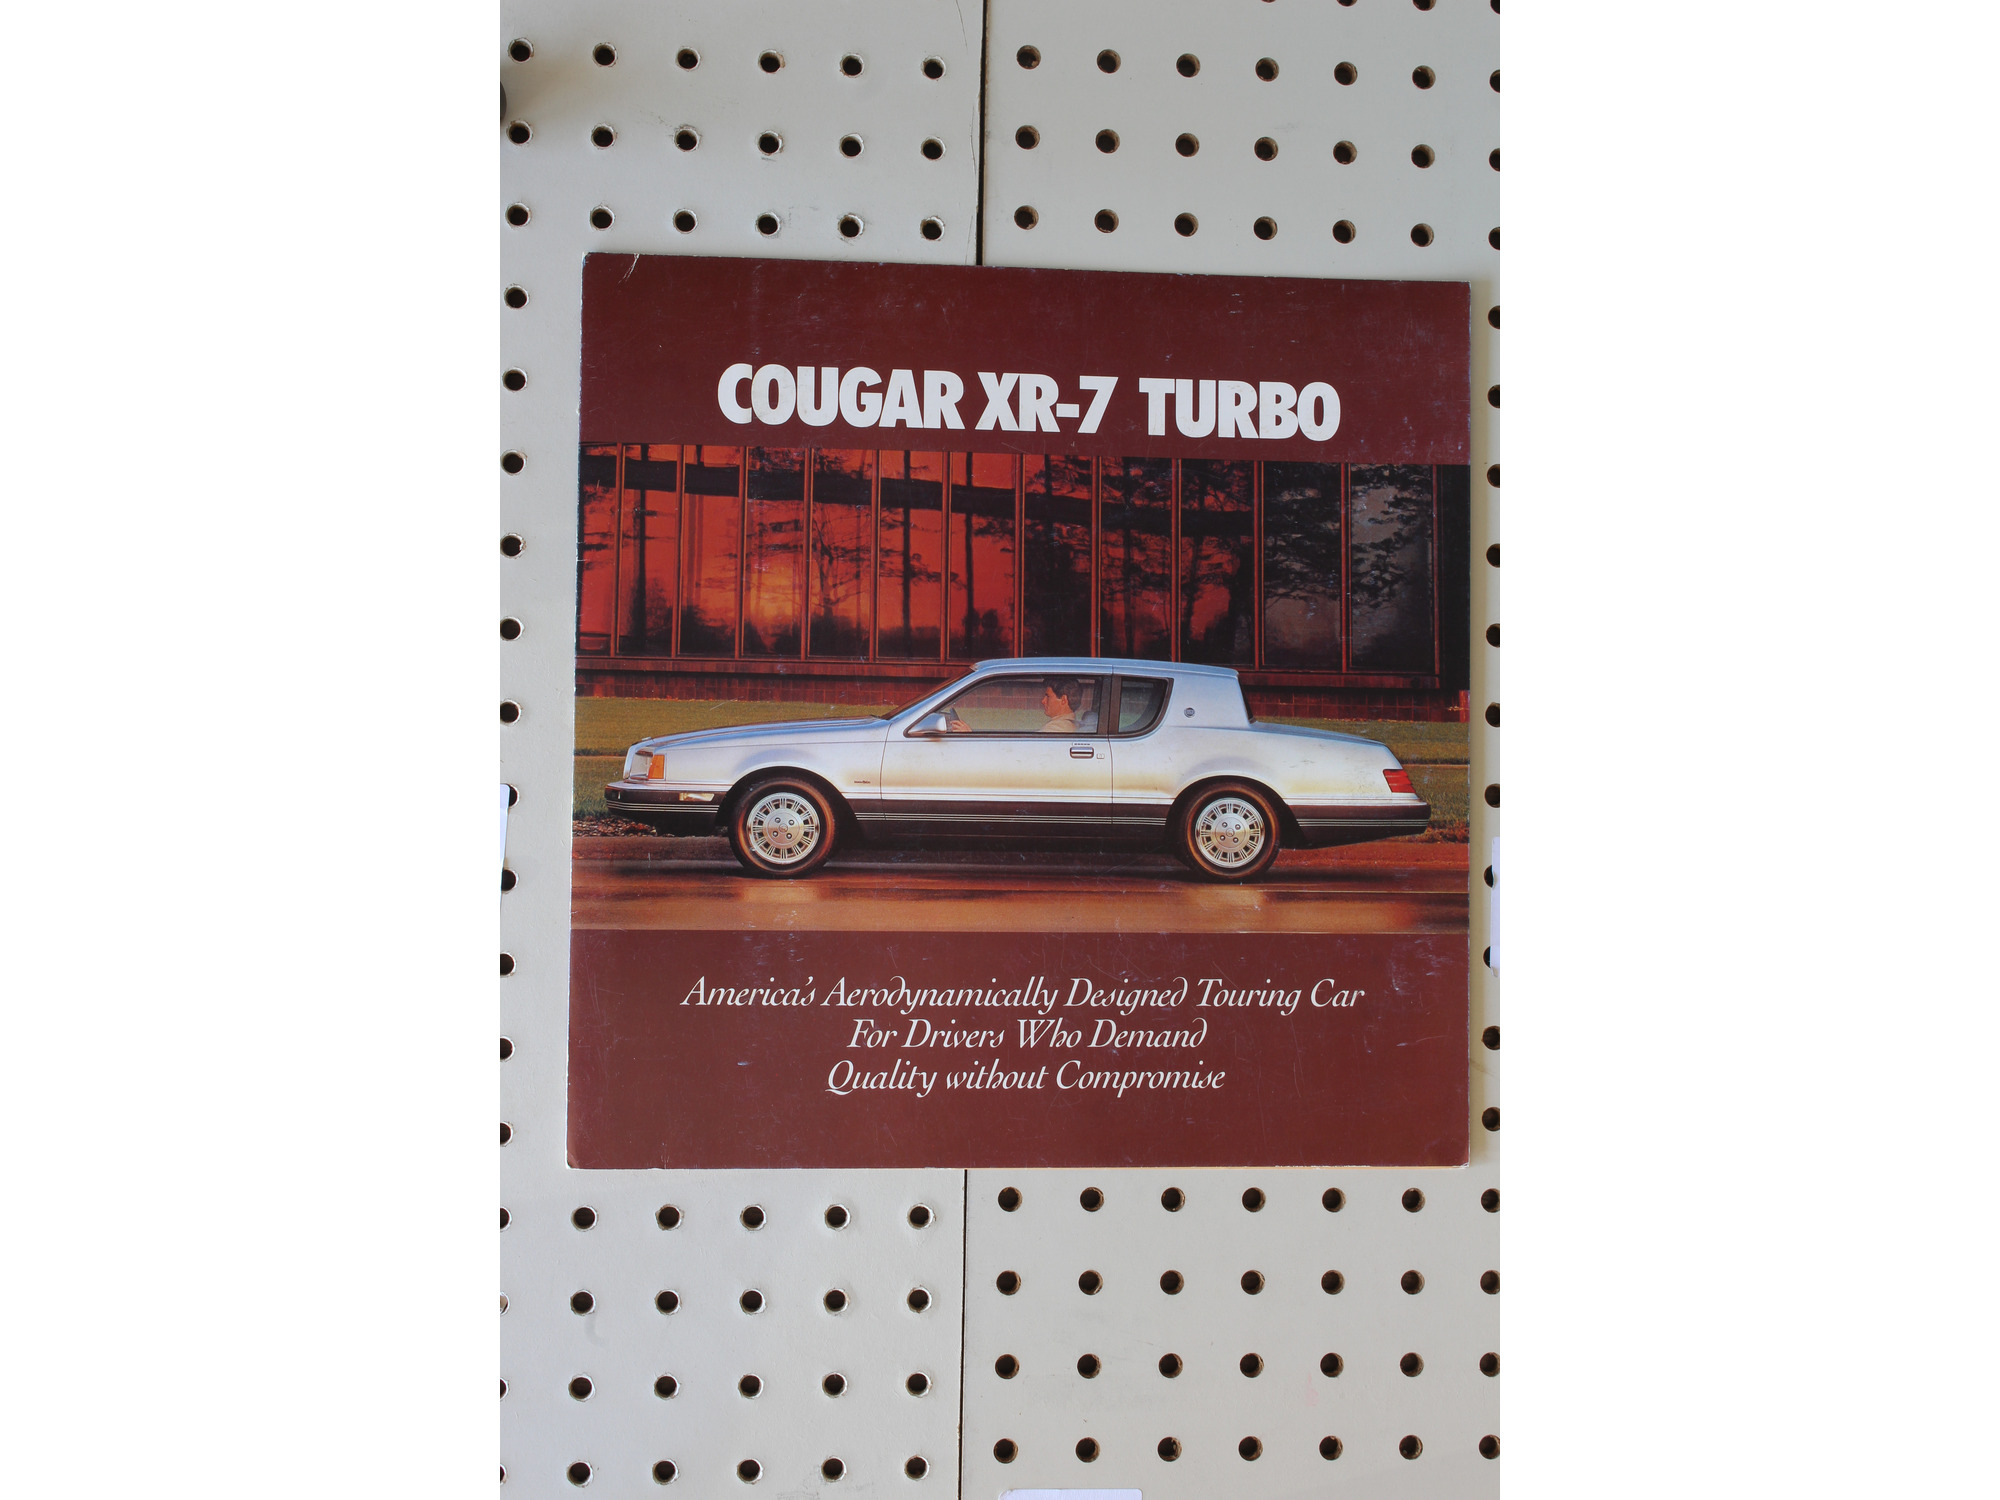 COUGAR XR-7 TURBO
America's Aerodynamically Designed Touring Car
For Drivers Who Demand
Quality without Compromise